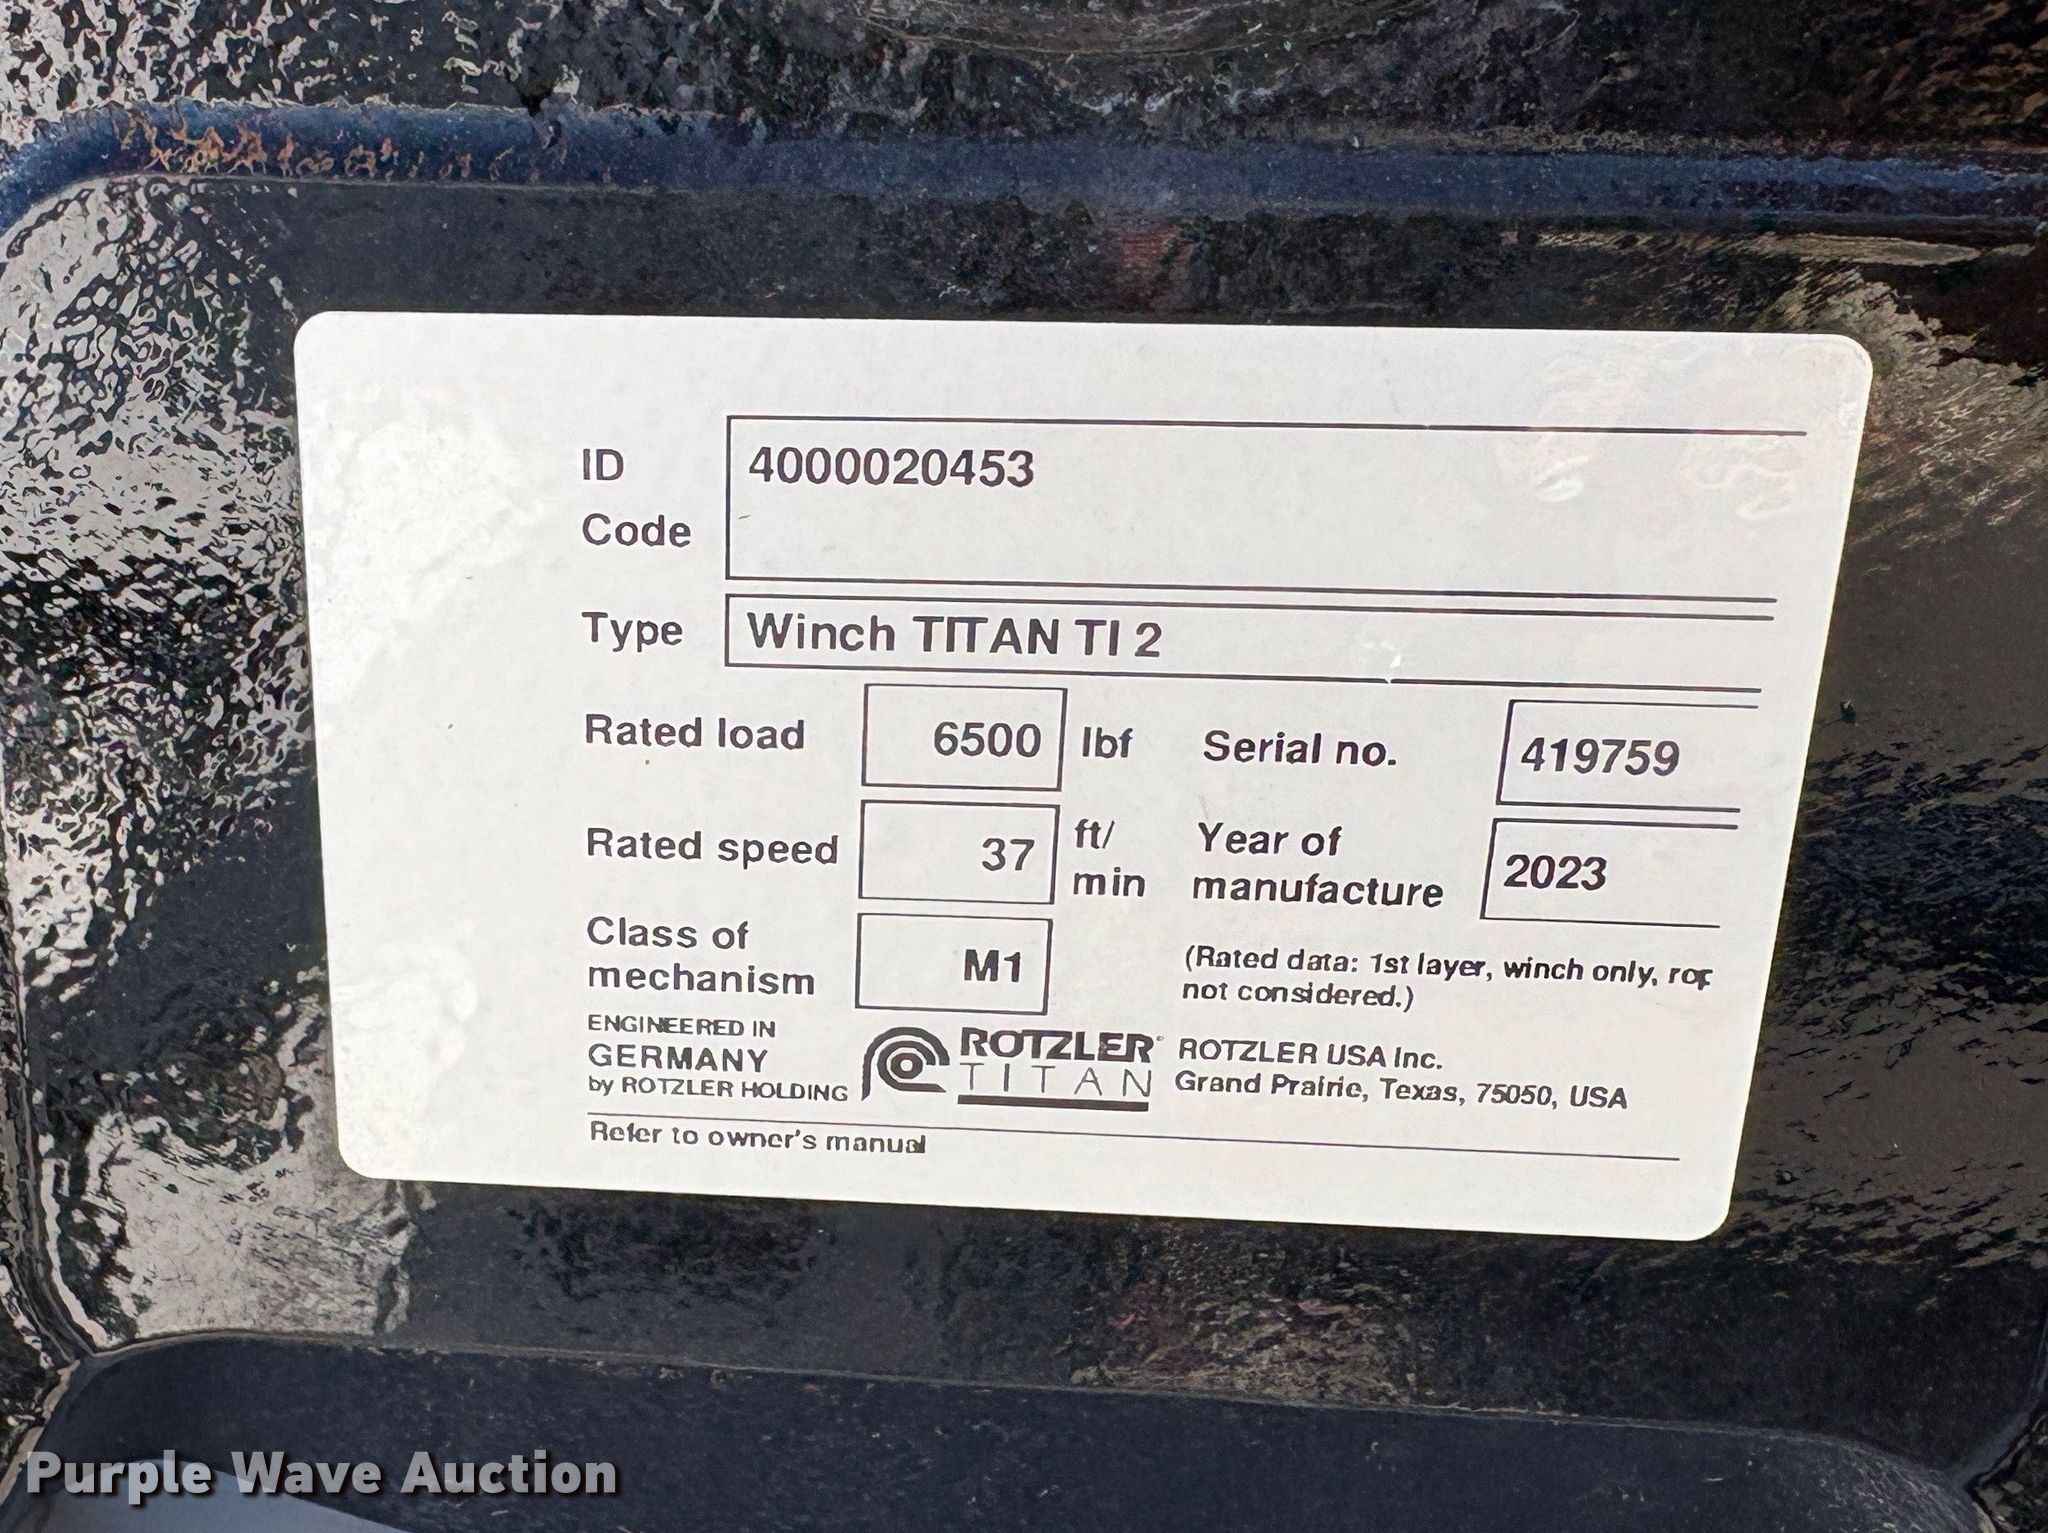 ID
Code
4000020453
Type
Winch TITAN TI 2
Rated load
6500
lbf
Serial no.
419759
Rated speed
37
ft/
min
Year of
manufacture
2023
Class of
mechanism
M1
(Rated data: 1st layer, winch only,
not considered.)
ENGINEERED IN
GERMANY
by ROTZLER HOLDING
ROTZLER
TITAN
ROTZLER USA Inc.
Grand Prairie, Texas, 75050, USA
Refer to owner's manual
Purple Wave Auction